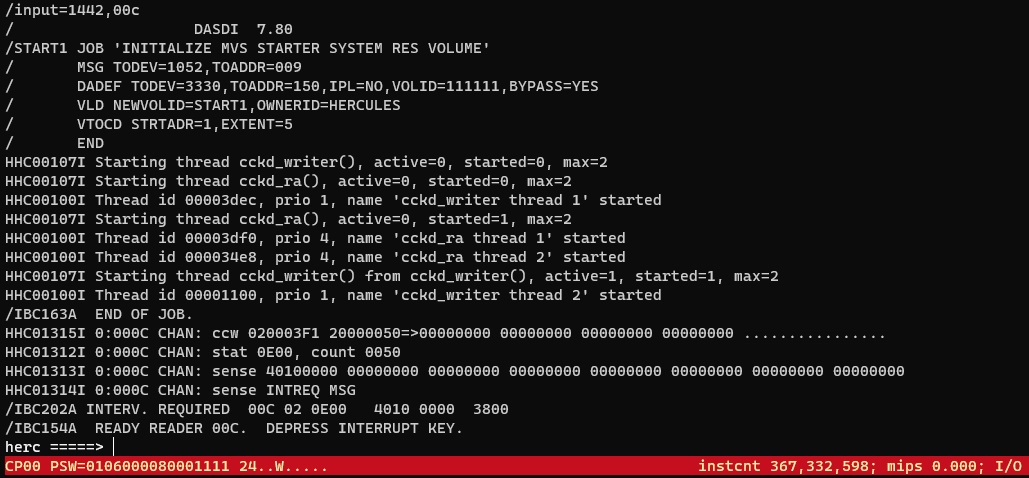 /input=1442,00c
/                    DASDI  7.80
/START1 JOB 'INITIALIZE MVS STARTER SYSTEM RES VOLUME'
/       MSG TODEV=1052,TOADDR=009
/       DADEF TODEV=3330,TOADDR=150,IPL=NO,VOLID=111111,BYPASS=YES
/       VLD NEWVOLID=START1,OWNERID=HERCULES
/       VTOCD STRTADR=1,EXTENT=5
/       END
HHC00107I Starting thread cckd_writer(), active=0, started=0, max=2
HHC00107I Starting thread cckd_ra(), active=0, started=0, max=2
HHC00100I Thread id 00003dec, prio 1, name 'cckd_writer thread 1' started
HHC00107I Starting thread cckd_ra(), active=0, started=1, max=2
HHC00100I Thread id 00003df0, prio 4, name 'cckd_ra thread 1' started
HHC00100I Thread id 000034e8, prio 4, name 'cckd_ra thread 2' started
HHC00107I Starting thread cckd_writer() from cckd_writer(), active=1, started=1, max=2
HHC00100I Thread id 00001100, prio 1, name 'cckd_writer thread 2' started
/IBC163A  END OF JOB.
HHC01315I 0:000C CHAN: ccw 020003F1 20000050=>00000000 00000000 00000000 00000000 ................
HHC01312I 0:000C CHAN: stat 0E00, count 0050
HHC01313I 0:000C CHAN: sense 40100000 00000000 00000000 00000000 00000000 00000000 00000000 00000000
HHC01314I 0:000C CHAN: sense INTREQ MSG
/IBC202A INTERV. REQUIRED  00C 02 0E00   4010 0000  3800
/IBC154A  READY READER 00C.  DEPRESS INTERRUPT KEY.
herc =====>
CP00 PSW=0106000080001111 24..W.....                                         instcnt 367,332,598; mips 0.000; I/O